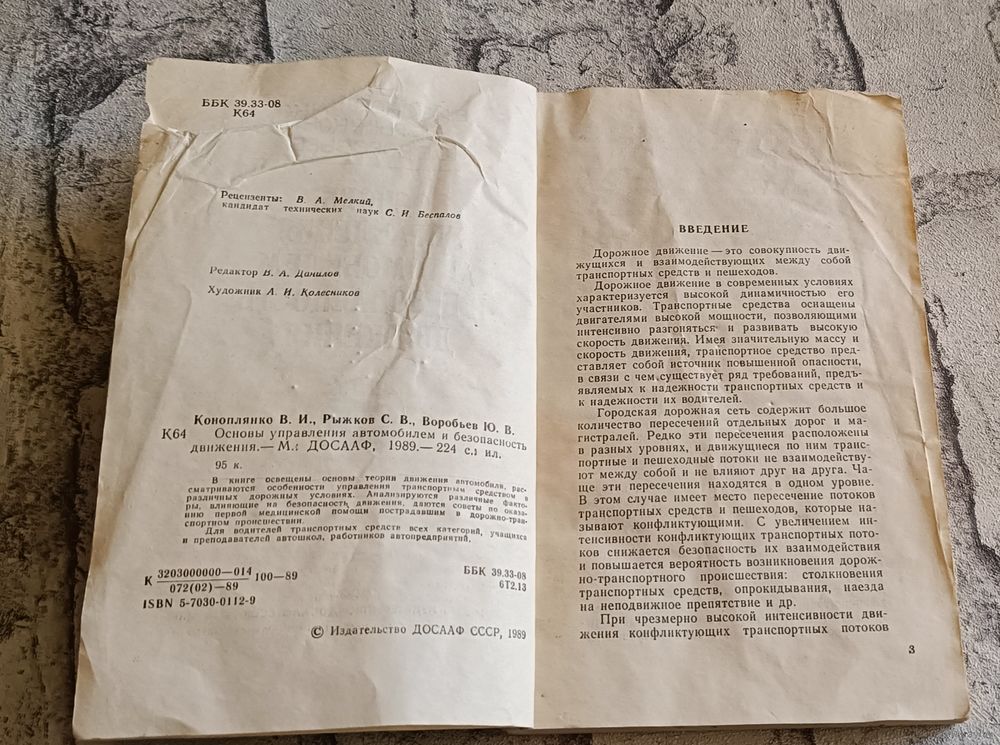 ББК 39.33-08
К64
Рецензенты: В. А. Мелкий,
кандидат технических наук С. И. Беспалов
Редактор В. А. Данилов
Художник А. И. Колесников
Коноплянко В. И., Рыжков С. В., Воробьев Ю. В.
К64 Основы управления автомобилем и безопасность
движения.— М.: ДОСААФ, 1989.— 224 с.: ил.
95 к.
В книге освещены основы теории движения автомобиля, рас-
сматриваются особенности управления транспортным средством в
различных дорожных условиях. Анализируются различные факто-
ры, влияющие на безопасность движения, даются советы по оказа-
нию первой медицинской помощи пострадавшим в дорожно-тран-
спортном происшествии.
Для водителей транспортных средств всех категорий, учащихся
и преподавателей автошкол, работников автопредприятий.
К 3203000000—014
072(02)—89
100—89
ББК 39.33-08
6Т2.13
ISBN 5-7030-0112-9
© Издательство ДОСААФ СССР, 1989
ВВЕДЕНИЕ
Дорожное движение — это совокупность дви-
жущихся и взаимодействующих между собой
транспортных средств и пешеходов.
Дорожное движение в современных условиях
характеризуется высокой динамичностью его
участников. Транспортные средства оснащены
двигателями высокой мощности, позволяющими
интенсивно разгоняться и развивать высокую
скорость движения. Имея значительную массу и
скорость движения, транспортное средство пред-
ставляет собой источник повышенной опасности,
в связи с чем существует ряд требований, предъ-
являемых к надежности транспортных средств и
к надежности их водителей.
Городская дорожная сеть содержит большое
количество пересечений отдельных дорог и ма-
гистралей. Редко эти пересечения расположены
в разных уровнях, и движущиеся по ним транс-
портные и пешеходные потоки не взаимодейству-
ют между собой и не влияют друг на друга. Ча-
ще эти пересечения находятся в одном уровне.
В этом случае имеет место пересечение потоков
транспортных средств и пешеходов, которые на-
зывают конфликтующими. С увеличением ин-
тенсивности конфликтующих транспортных пото-
ков снижается безопасность их взаимодействия
и повышается вероятность возникновения дорож-
но-транспортного происшествия: столкновения
транспортных средств, опрокидывания, наезда
на неподвижное препятствие и др.
При чрезмерно высокой интенсивности дви-
жения конфликтующих транспортных потоков
3